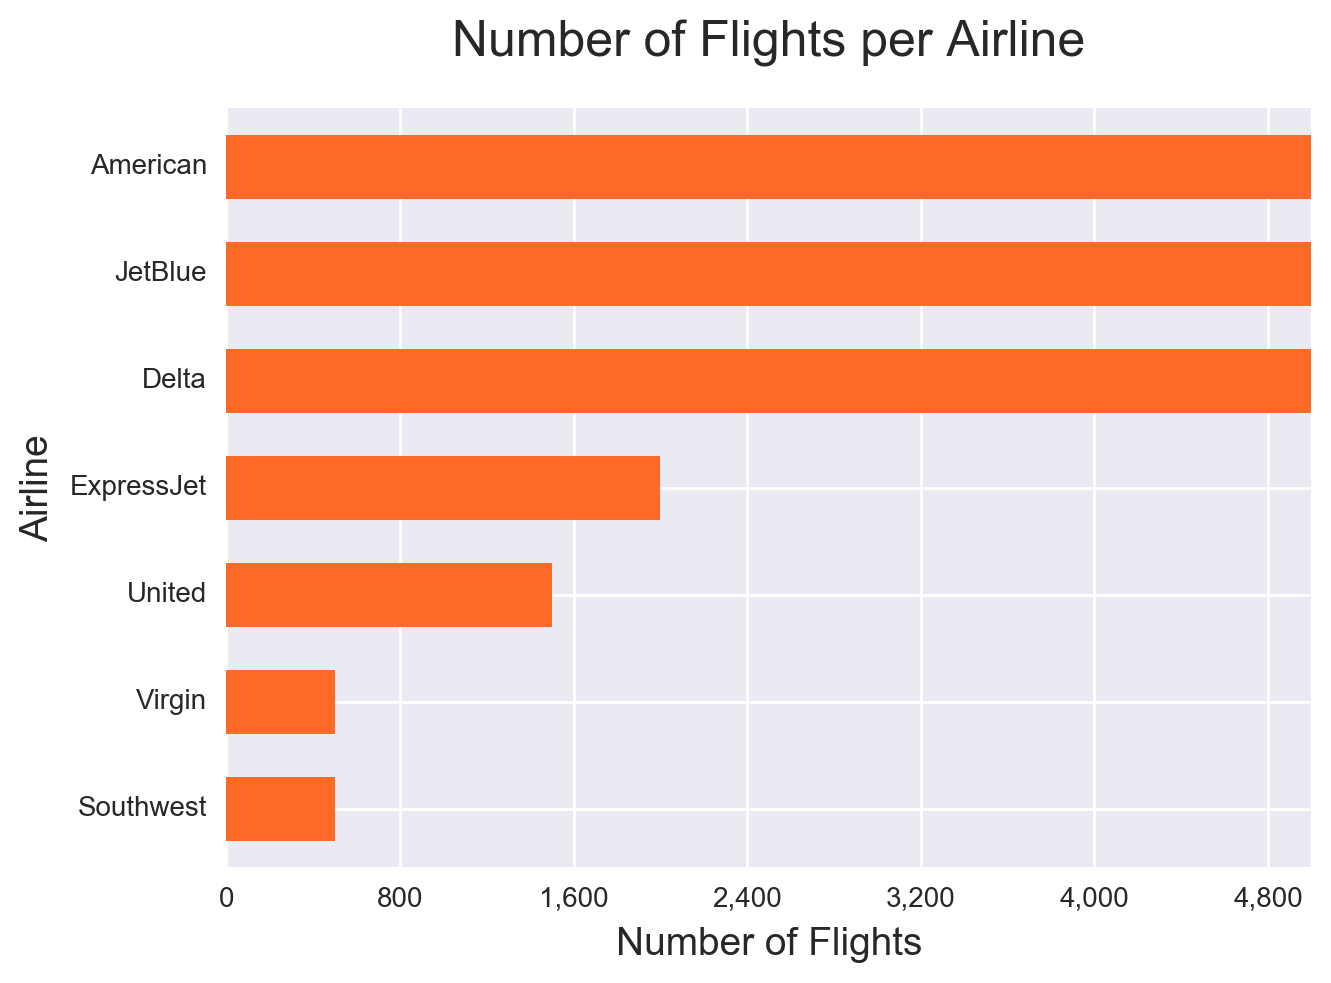 Number of Flights per Airline
American
JetBlue
Delta
ExpressJet
United
Virgin
Southwest
Airline
0 800 1,600 2,400 3,200 4,000 4,800
Number of Flights